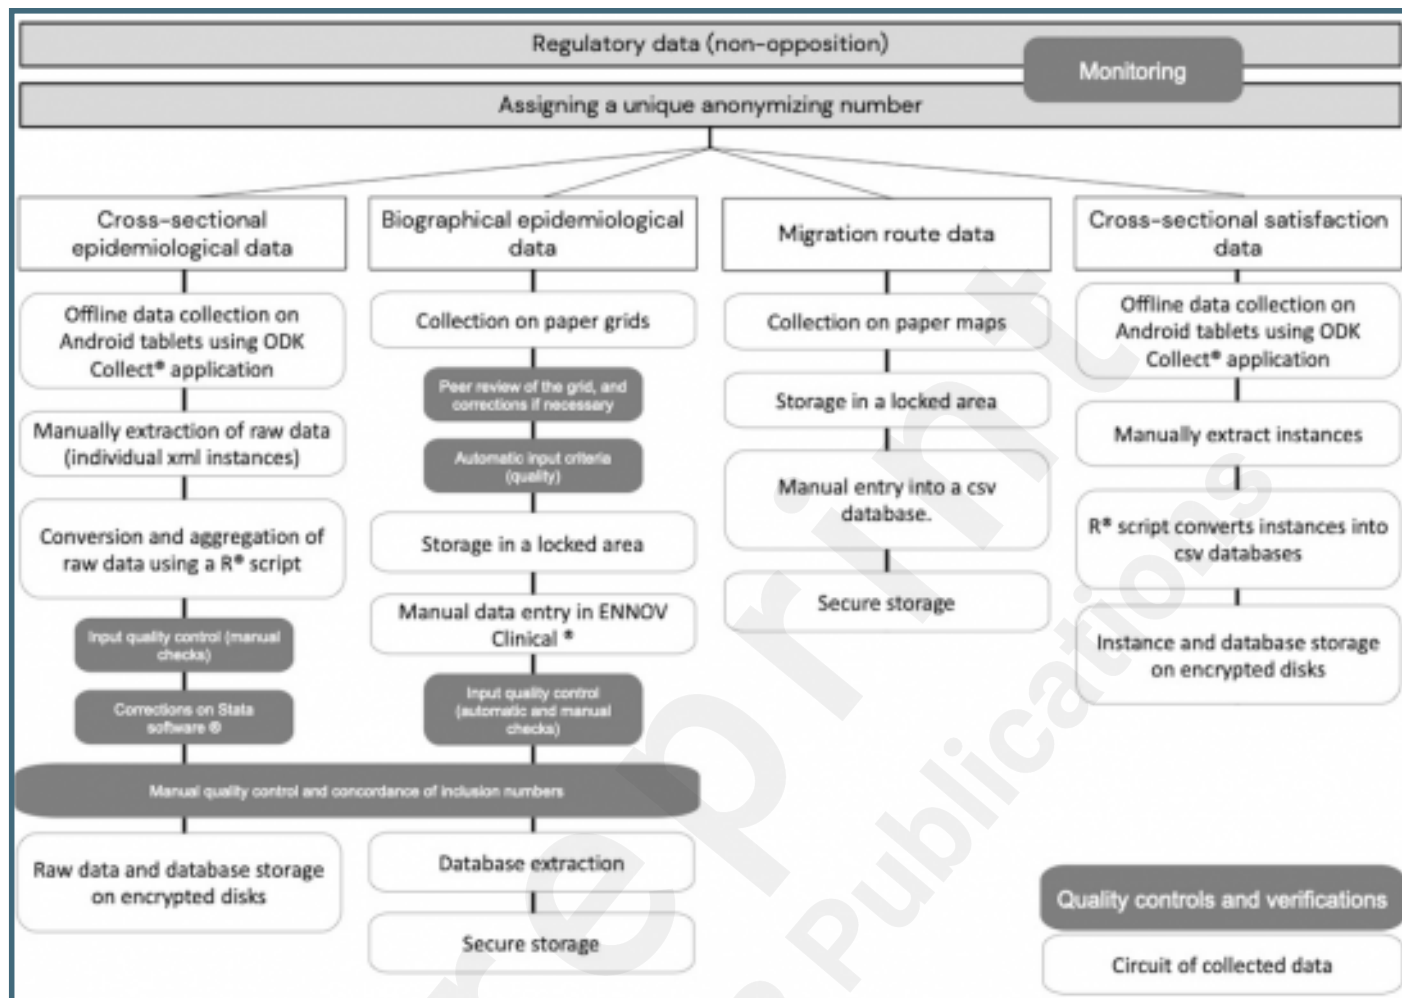 Regulatory data (non-opposition)
Monitoring
Assigning a unique anonymizing number
Cross-sectional
epidemiological data
Offline data collection on
Android tablets using ODK
Collect® application
Manually extraction of raw data
(individual xml instances)
Conversion and aggregation of
raw data using a R® script
Input quality control (manual
checks)
Corrections on Stata
software ®
Biographical epidemiological
data
Collection on paper grids
Peer review of the grid, and
corrections if necessary
Automatic input criteria
(quality)
Storage in a locked area
Manual data entry in ENNOV
Clinical ®
Input quality control
(automatic and manual
checks)
Manual quality control and concordance of inclusion numbers
Raw data and database storage
on encrypted disks
Database extraction
Secure storage
Migration route data
Collection on paper maps
Storage in a locked area
Manual entry into a csv
database.
Secure storage
Cross-sectional satisfaction
data
Offline data collection on
Android tablets using ODK
Collect® application
Manually extract instances
R® script converts instances into
csv databases
Instance and database storage
on encrypted disks
Quality controls and verifications
Circuit of collected data
eprint
Publications